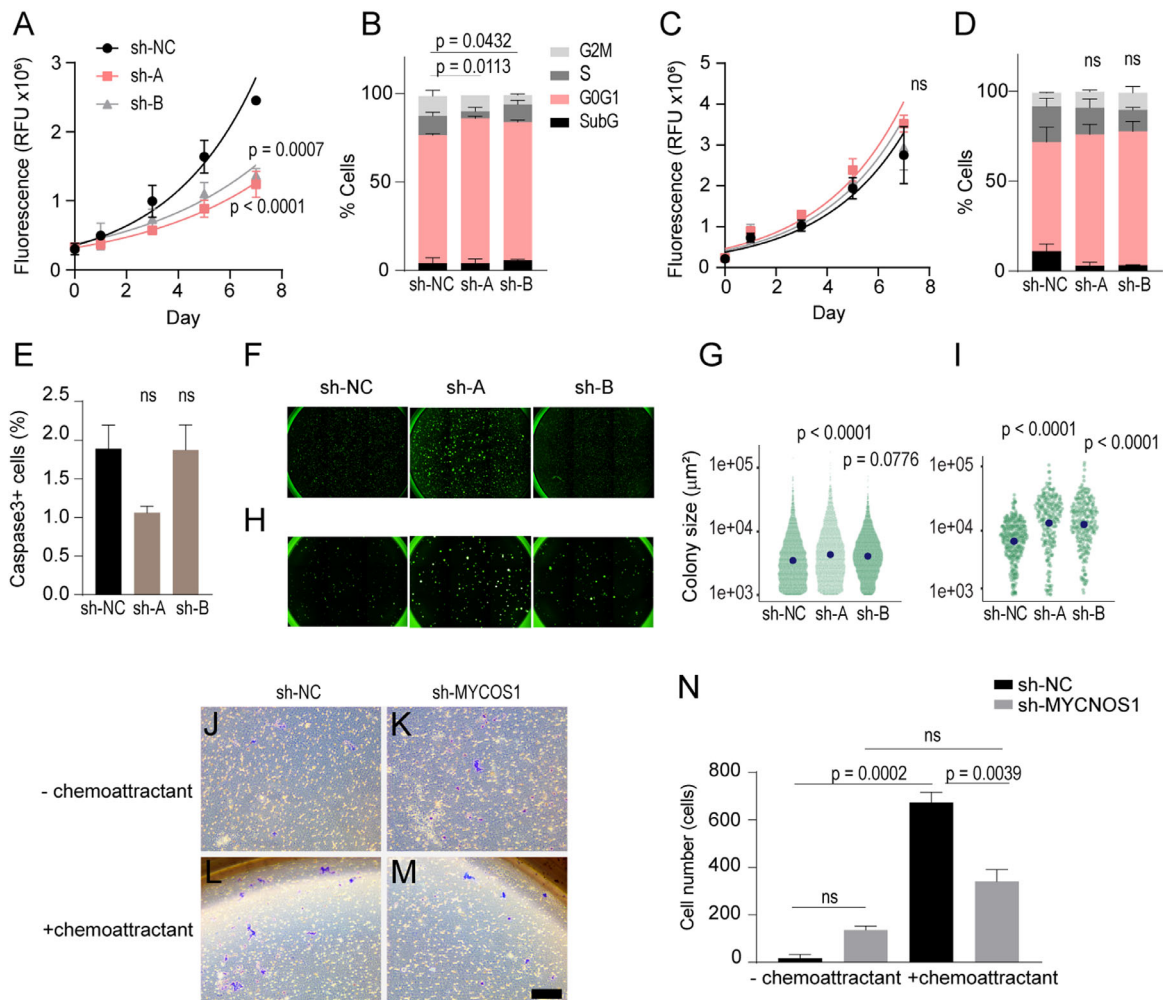 A
sh-NC
sh-A
sh-B
Fluorescence (RFU x10⁶)
3
2
1
0
0
2
4
6
8
Day
p = 0.0007
p < 0.0001
B
p = 0.0432
p = 0.0113
G2M
S
G0G1
SubG
% Cells
100
50
0
sh-NC
sh-A
sh-B
C
Fluorescence (RFU x10⁶)
5
4
3
2
1
0
0
2
4
6
8
Day
ns
D
ns
ns
% Cells
100
50
0
sh-NC
sh-A
sh-B
E
Caspase3+ cells (%)
2.5
2.0
1.5
1.0
0.5
0.0
ns
ns
sh-NC
sh-A
sh-B
F
sh-NC
sh-A
sh-B
H
G
Colony size (μm²)
p < 0.0001
p = 0.0776
1e+05
1e+04
1e+03
sh-NC
sh-A
sh-B
I
p < 0.0001
p < 0.0001
1e+05
1e+04
1e+03
sh-NC
sh-A
sh-B
sh-NC
sh-MYCOS1
J
K
- chemoattractant
L
M
+chemoattractant
N
sh-NC
sh-MYCNOS1
ns
p = 0.0002
p = 0.0039
ns
Cell number (cells)
800
600
400
200
0
- chemoattractant
+chemoattractant